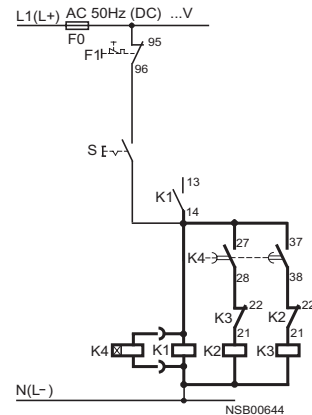 L1(L+) AC 50Hz (DC) ...V
F0
F1 95
96
S
13
K1
14
27 37
K4
28 38
K3 22 K2 22
21 21
K4 K1 K2 K3
N(L-)
NSB00644